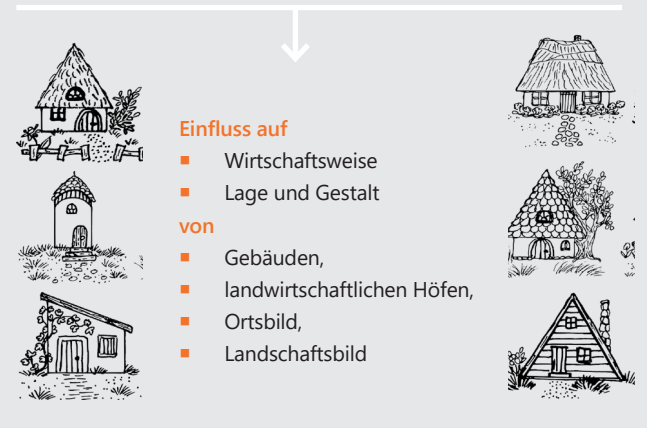 Einfluss auf
▪ Wirtschaftsweise
▪ Lage und Gestalt
von
▪ Gebäuden,
▪ landwirtschaftlichen Höfen,
▪ Ortsbild,
▪ Landschaftsbild